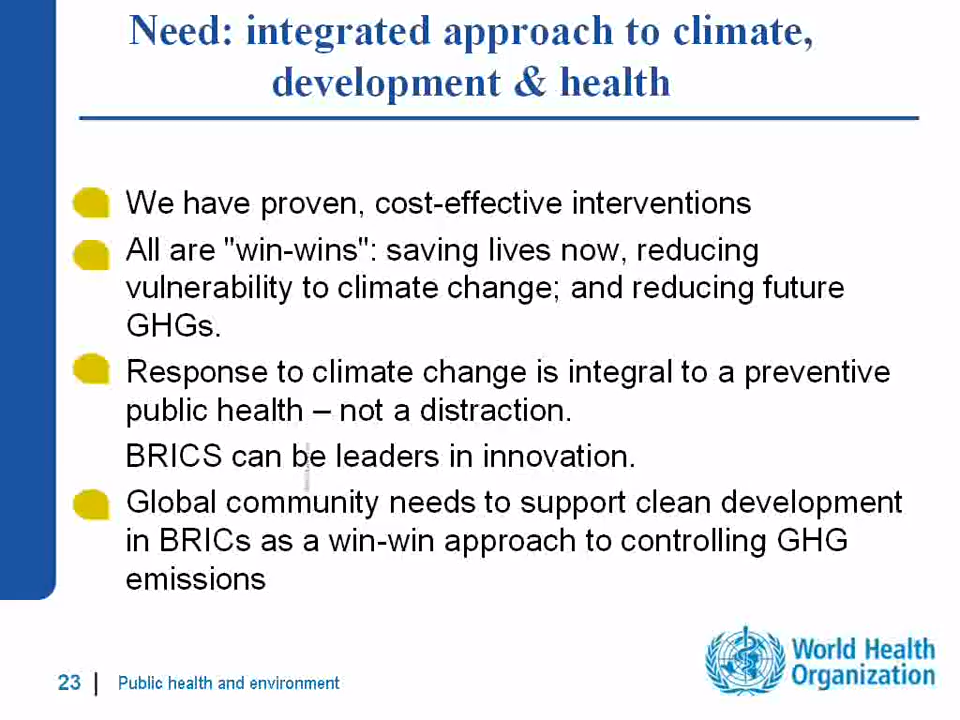 Need: integrated approach to climate,
development & health
We have proven, cost-effective interventions
All are "win-wins": saving lives now, reducing
vulnerability to climate change; and reducing future
GHGs.
Response to climate change is integral to a preventive
public health – not a distraction.
BRICS can be leaders in innovation.
Global community needs to support clean development
in BRICs as a win-win approach to controlling GHG
emissions
World Health
Organization
23 | Public health and environment